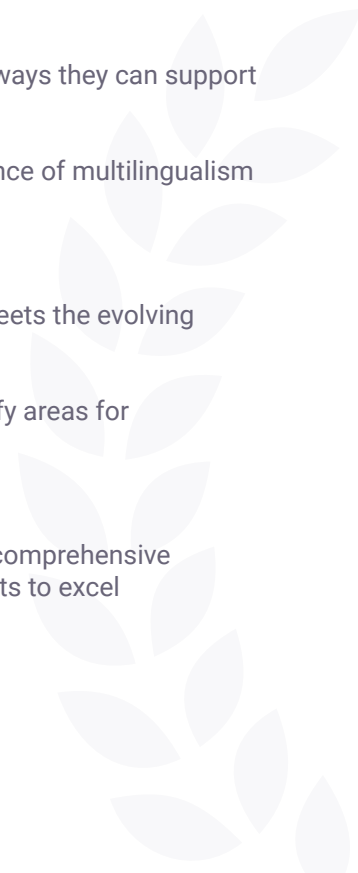 ways they can support
nce of multilingualism
eets the evolving
fy areas for
comprehensive
ts to excel